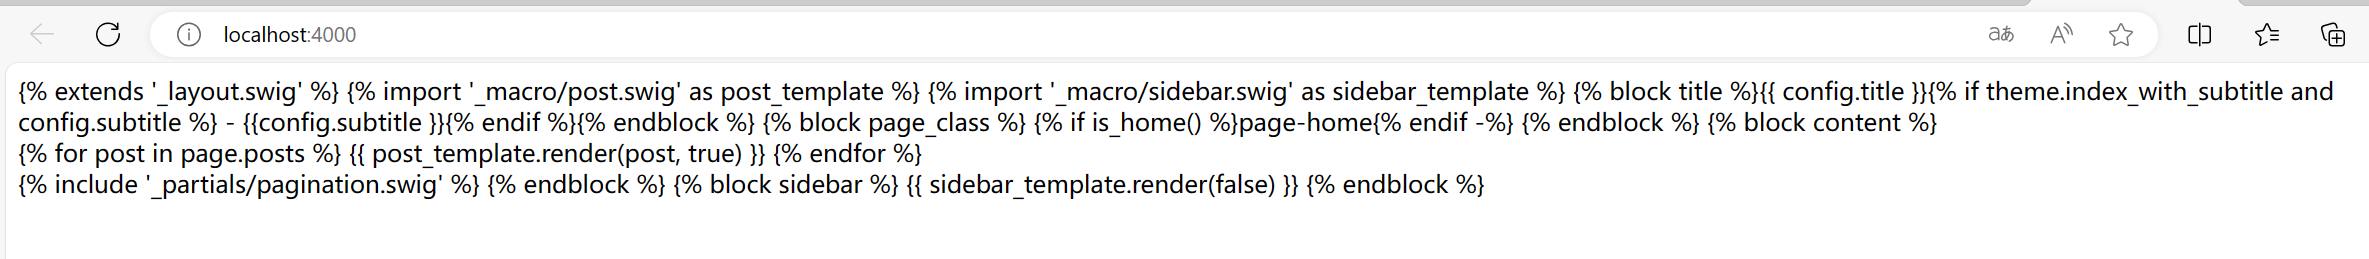 localhost:4000
aあ
A
{% extends '_layout.swig' %} {% import '_macro/post.swig' as post_template %} {% import '_macro/sidebar.swig' as sidebar_template %} {% block title %}{{ config.title }}{% if theme.index_with_subtitle and
config.subtitle %} - {{config.subtitle }}{% endif %}{% endblock %} {% block page_class %} {% if is_home() %}page-home{% endif -%} {% endblock %} {% block content %}
{% for post in page.posts %} {{ post_template.render(post, true) }} {% endfor %}
{% include '_partials/pagination.swig' %} {% endblock %} {% block sidebar %} {{ sidebar_template.render(false) }} {% endblock %}